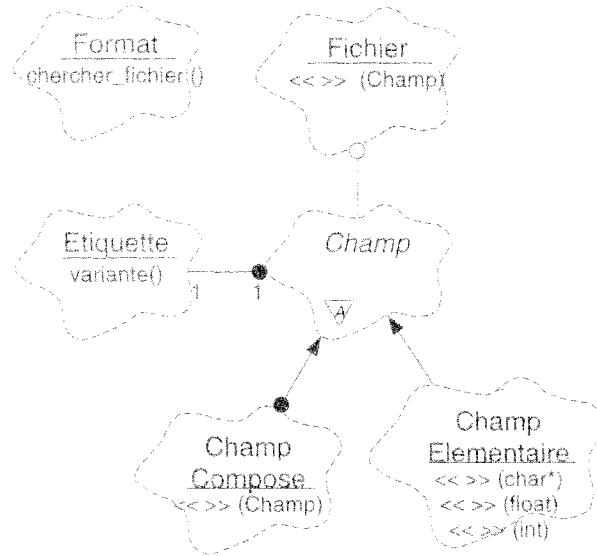 Format
chercher_fichier()
Fichier
<< >> (Champ)
Etiquette
variante()
1
1
Champ
A
Champ
Compose
<< >> (Champ)
Champ
Elementaire
<< >> (char*)
<< >> (float)
<< >> (int)